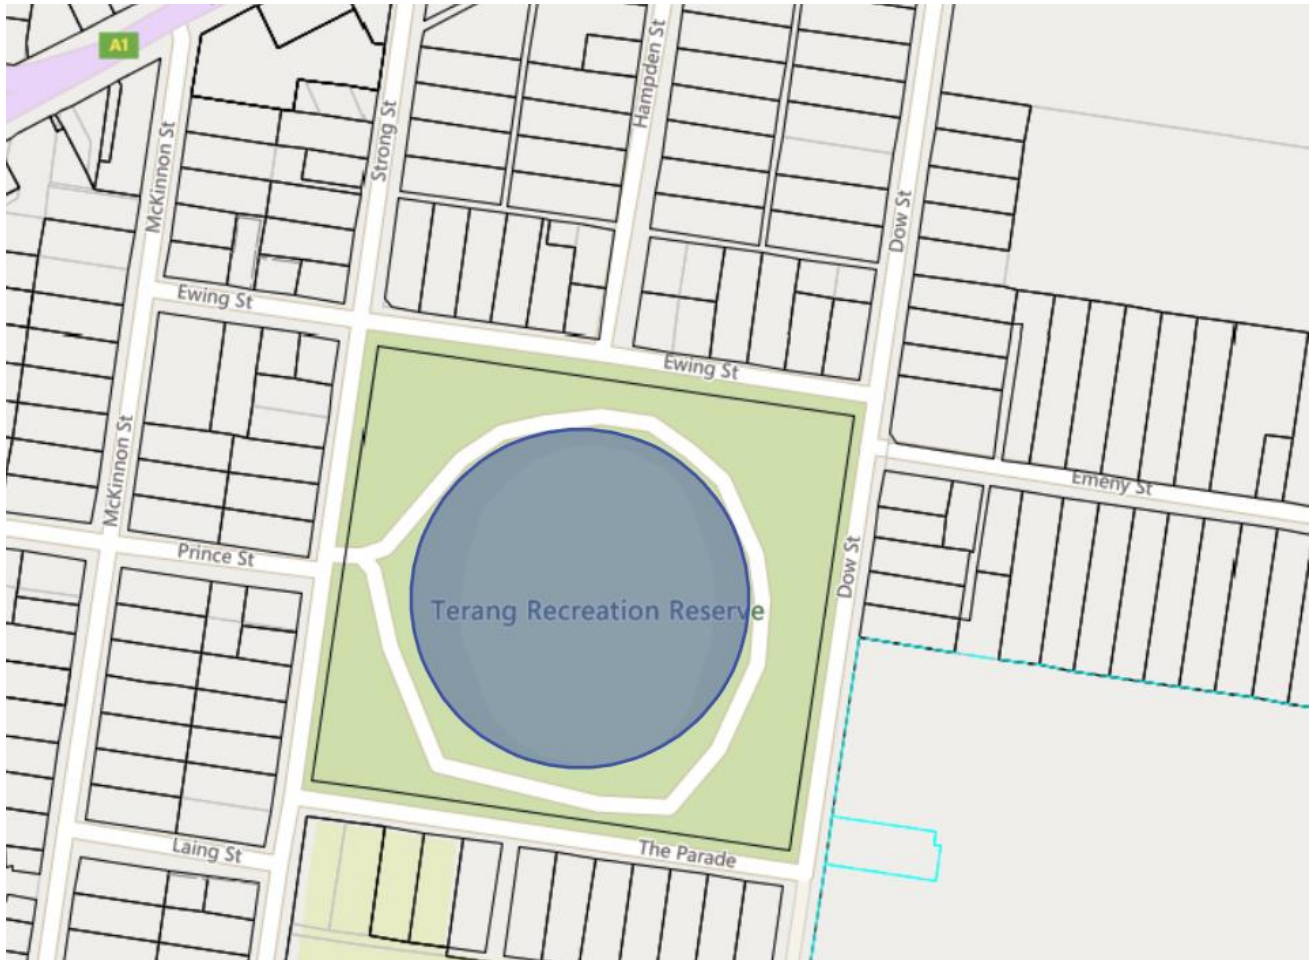 A1
Hampden St
Strong St
McKinnon St
Dow St
Ewing St
Ewing St
McKinnon St
Emeny St
Prince St
Dow St
Terang Recreation Reserve
Laing St
The Parade